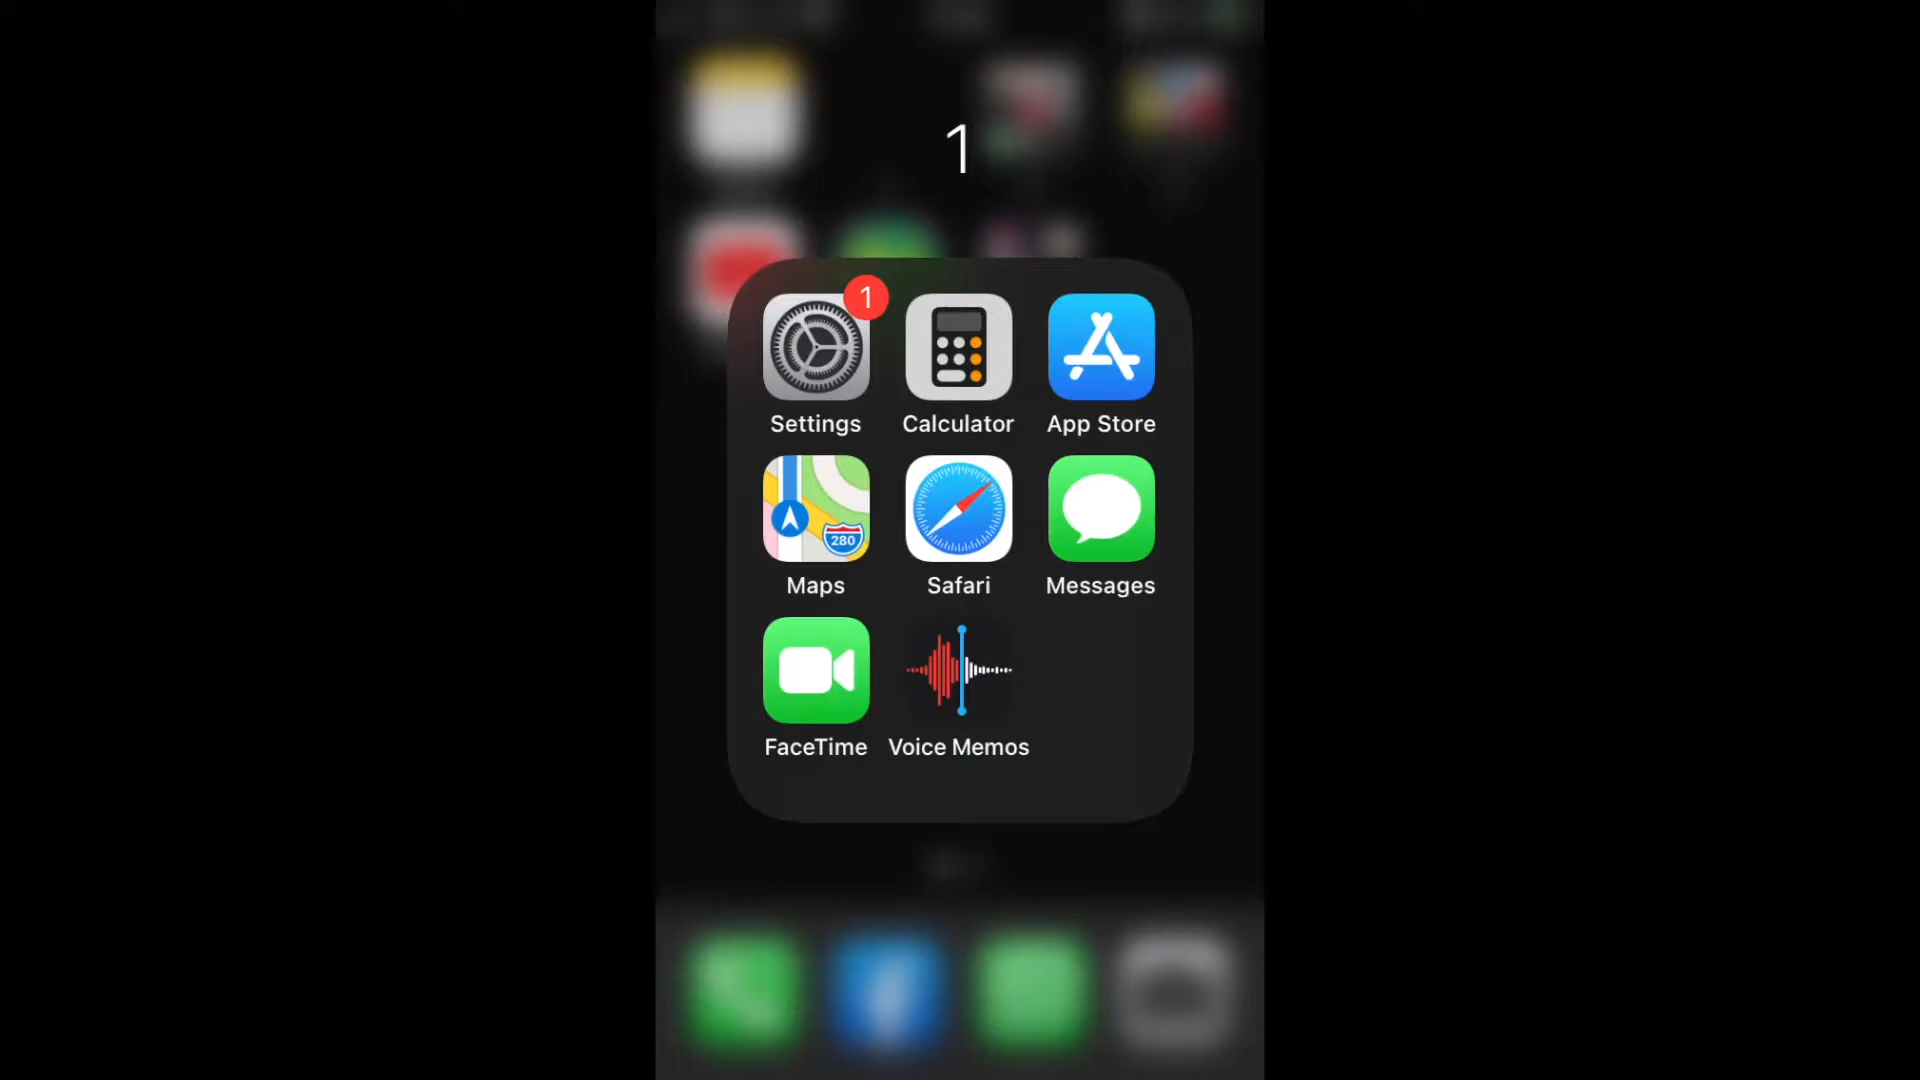 1
1
Settings Calculator App Store
280
Maps Safari Messages
FaceTime Voice Memos